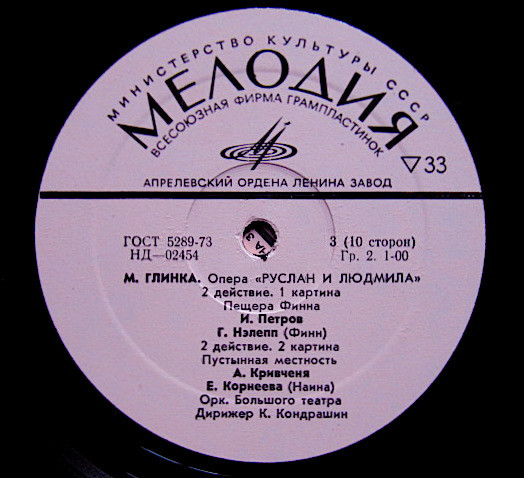 МИНИСТЕРСТВО КУЛЬТУРЫ СССР
МЕЛОДИЯ
ВСЕСОЮЗНАЯ ФИРМА ГРАМПЛАСТИНОК
▽33
АПРЕЛЕВСКИЙ ОРДЕНА ЛЕНИНА ЗАВОД
ГОСТ 5289-73 3 (10 сторон)
НД—02454 Гр. 2. 1-00
М. ГЛИНКА. Опера «РУСЛАН И ЛЮДМИЛА»
2 действие. 1 картина
Пещера Финна
И. Петров
Г. Нэлепп (Финн)
2 действие. 2 картина
Пустынная местность
А. Кривченя
Е. Корнеева (Наина)
Орк. Большого театра
Дирижер К. Кондрашин